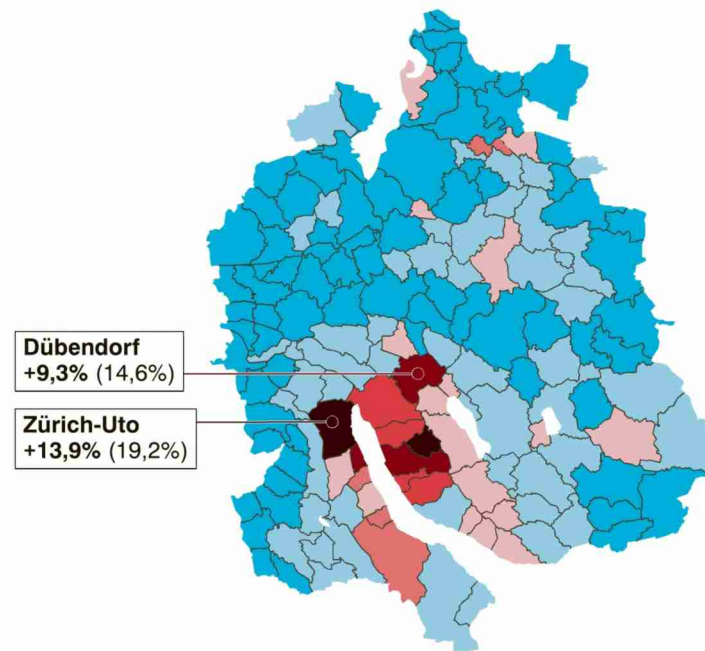 Dübendorf
+9,3% (14,6%)
Zürich-Uto
+13,9% (19,2%)